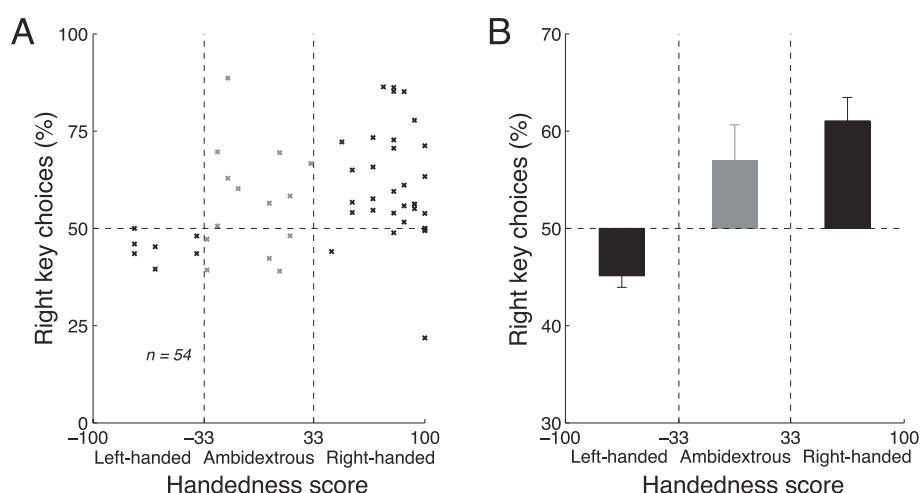 A
Right key choices (%)
100
75
50
25
0
n = 54
−100
−33
33
100
Left-handed
Ambidextrous
Right-handed
Handedness score
B
Right key choices (%)
70
60
50
40
30
−100
−33
33
100
Left-handed
Ambidextrous
Right-handed
Handedness score